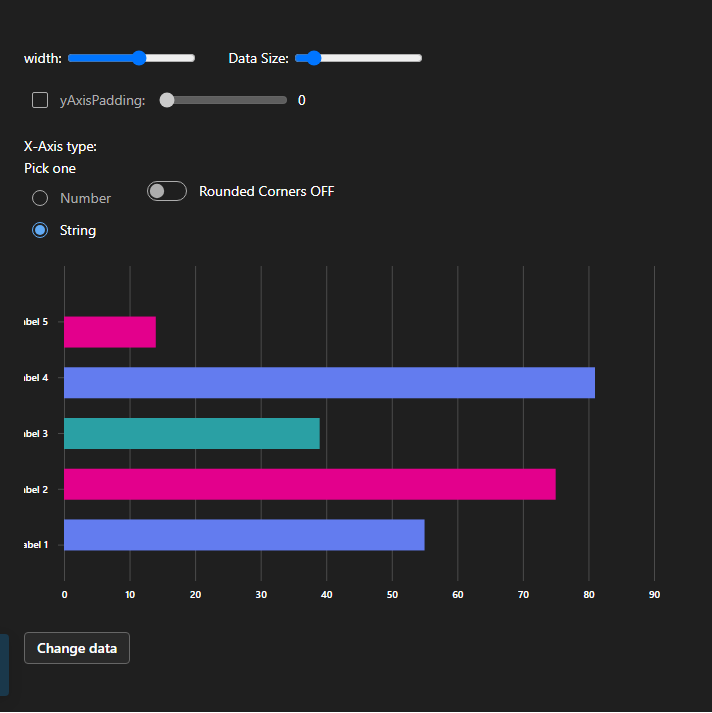 width: Data Size:
yAxisPadding: 0
X-Axis type:
Pick one
Number
Rounded Corners OFF
String
abel 5
abel 4
abel 3
abel 2
abel 1
0 10 20 30 40 50 60 70 80 90
Change data